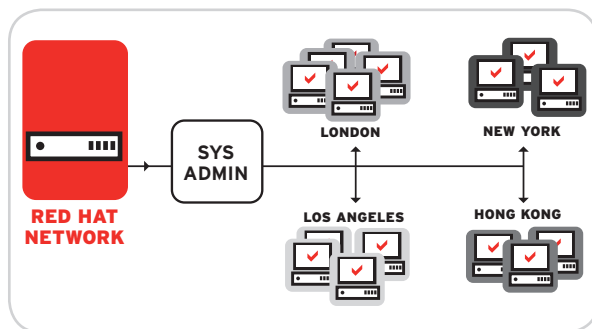 RED HAT
NETWORK
SYS
ADMIN
LONDON
NEW YORK
LOS ANGELES
HONG KONG